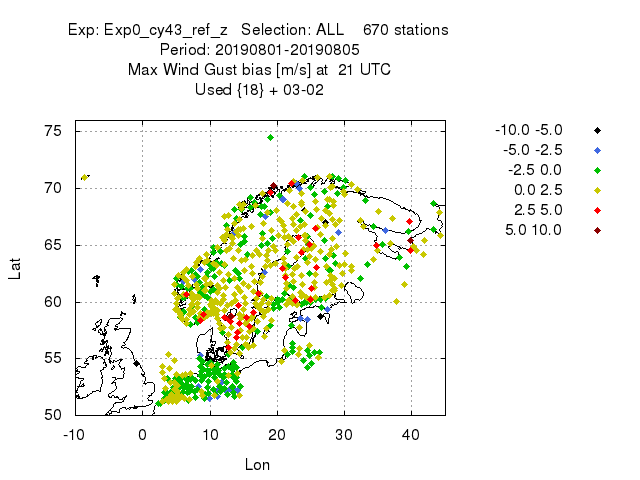 Exp: Exp0_cy43_ref_z   Selection: ALL    670 stations
Period: 20190801-20190805
Max Wind Gust bias [m/s] at  21 UTC
Used {18} + 03-02
-10.0 -5.0
-5.0 -2.5
-2.5 0.0
0.0 2.5
2.5 5.0
5.0 10.0
75
70
65
60
55
50
Lat
-10 0 10 20 30 40
Lon